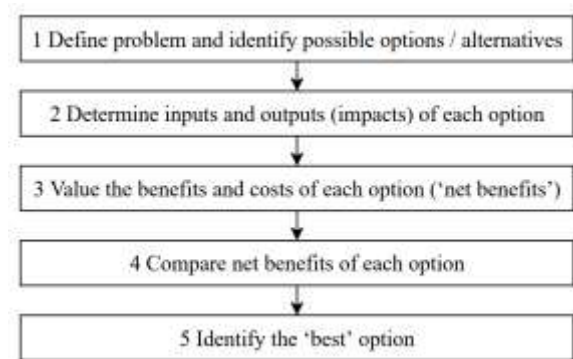 1 Define problem and identify possible options / alternatives
2 Determine inputs and outputs (impacts) of each option
3 Value the benefits and costs of each option (‘net benefits’)
4 Compare net benefits of each option
5 Identify the ‘best’ option